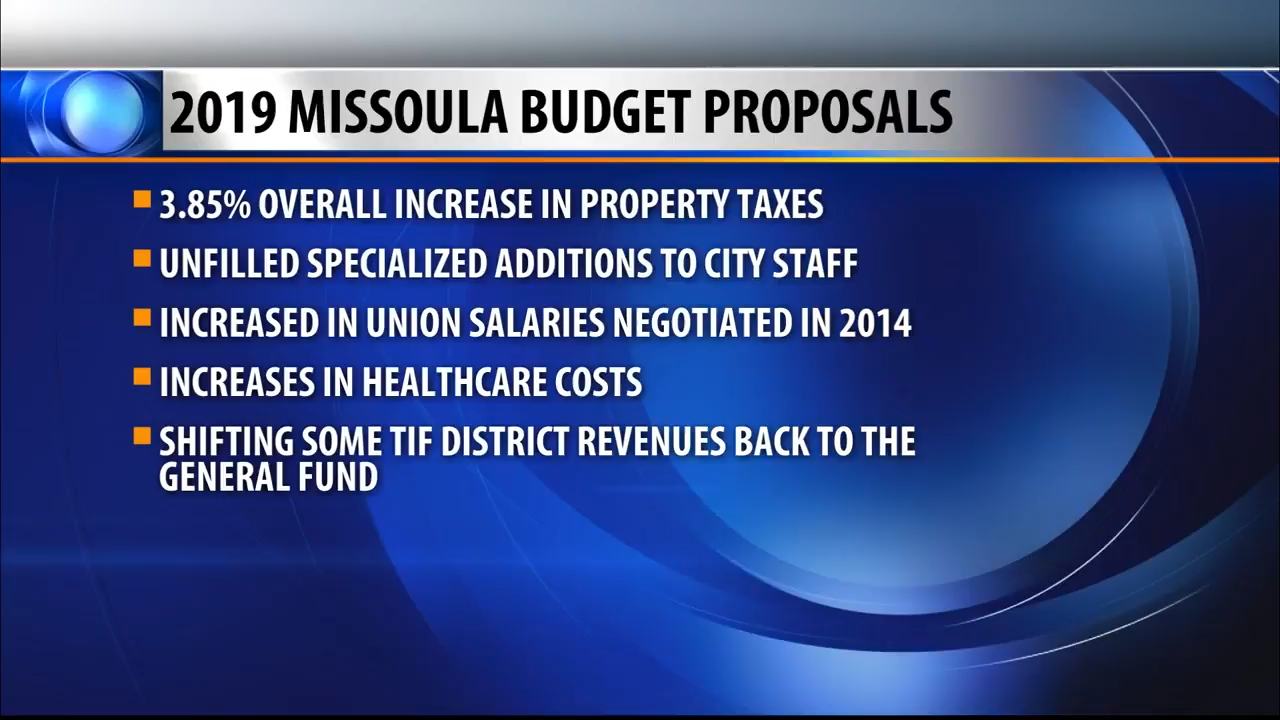 2019 MISSOULA BUDGET PROPOSALS
3.85% OVERALL INCREASE IN PROPERTY TAXES
UNFILLED SPECIALIZED ADDITIONS TO CITY STAFF
INCREASED IN UNION SALARIES NEGOTIATED IN 2014
INCREASES IN HEALTHCARE COSTS
SHIFTING SOME TIF DISTRICT REVENUES BACK TO THE
GENERAL FUND